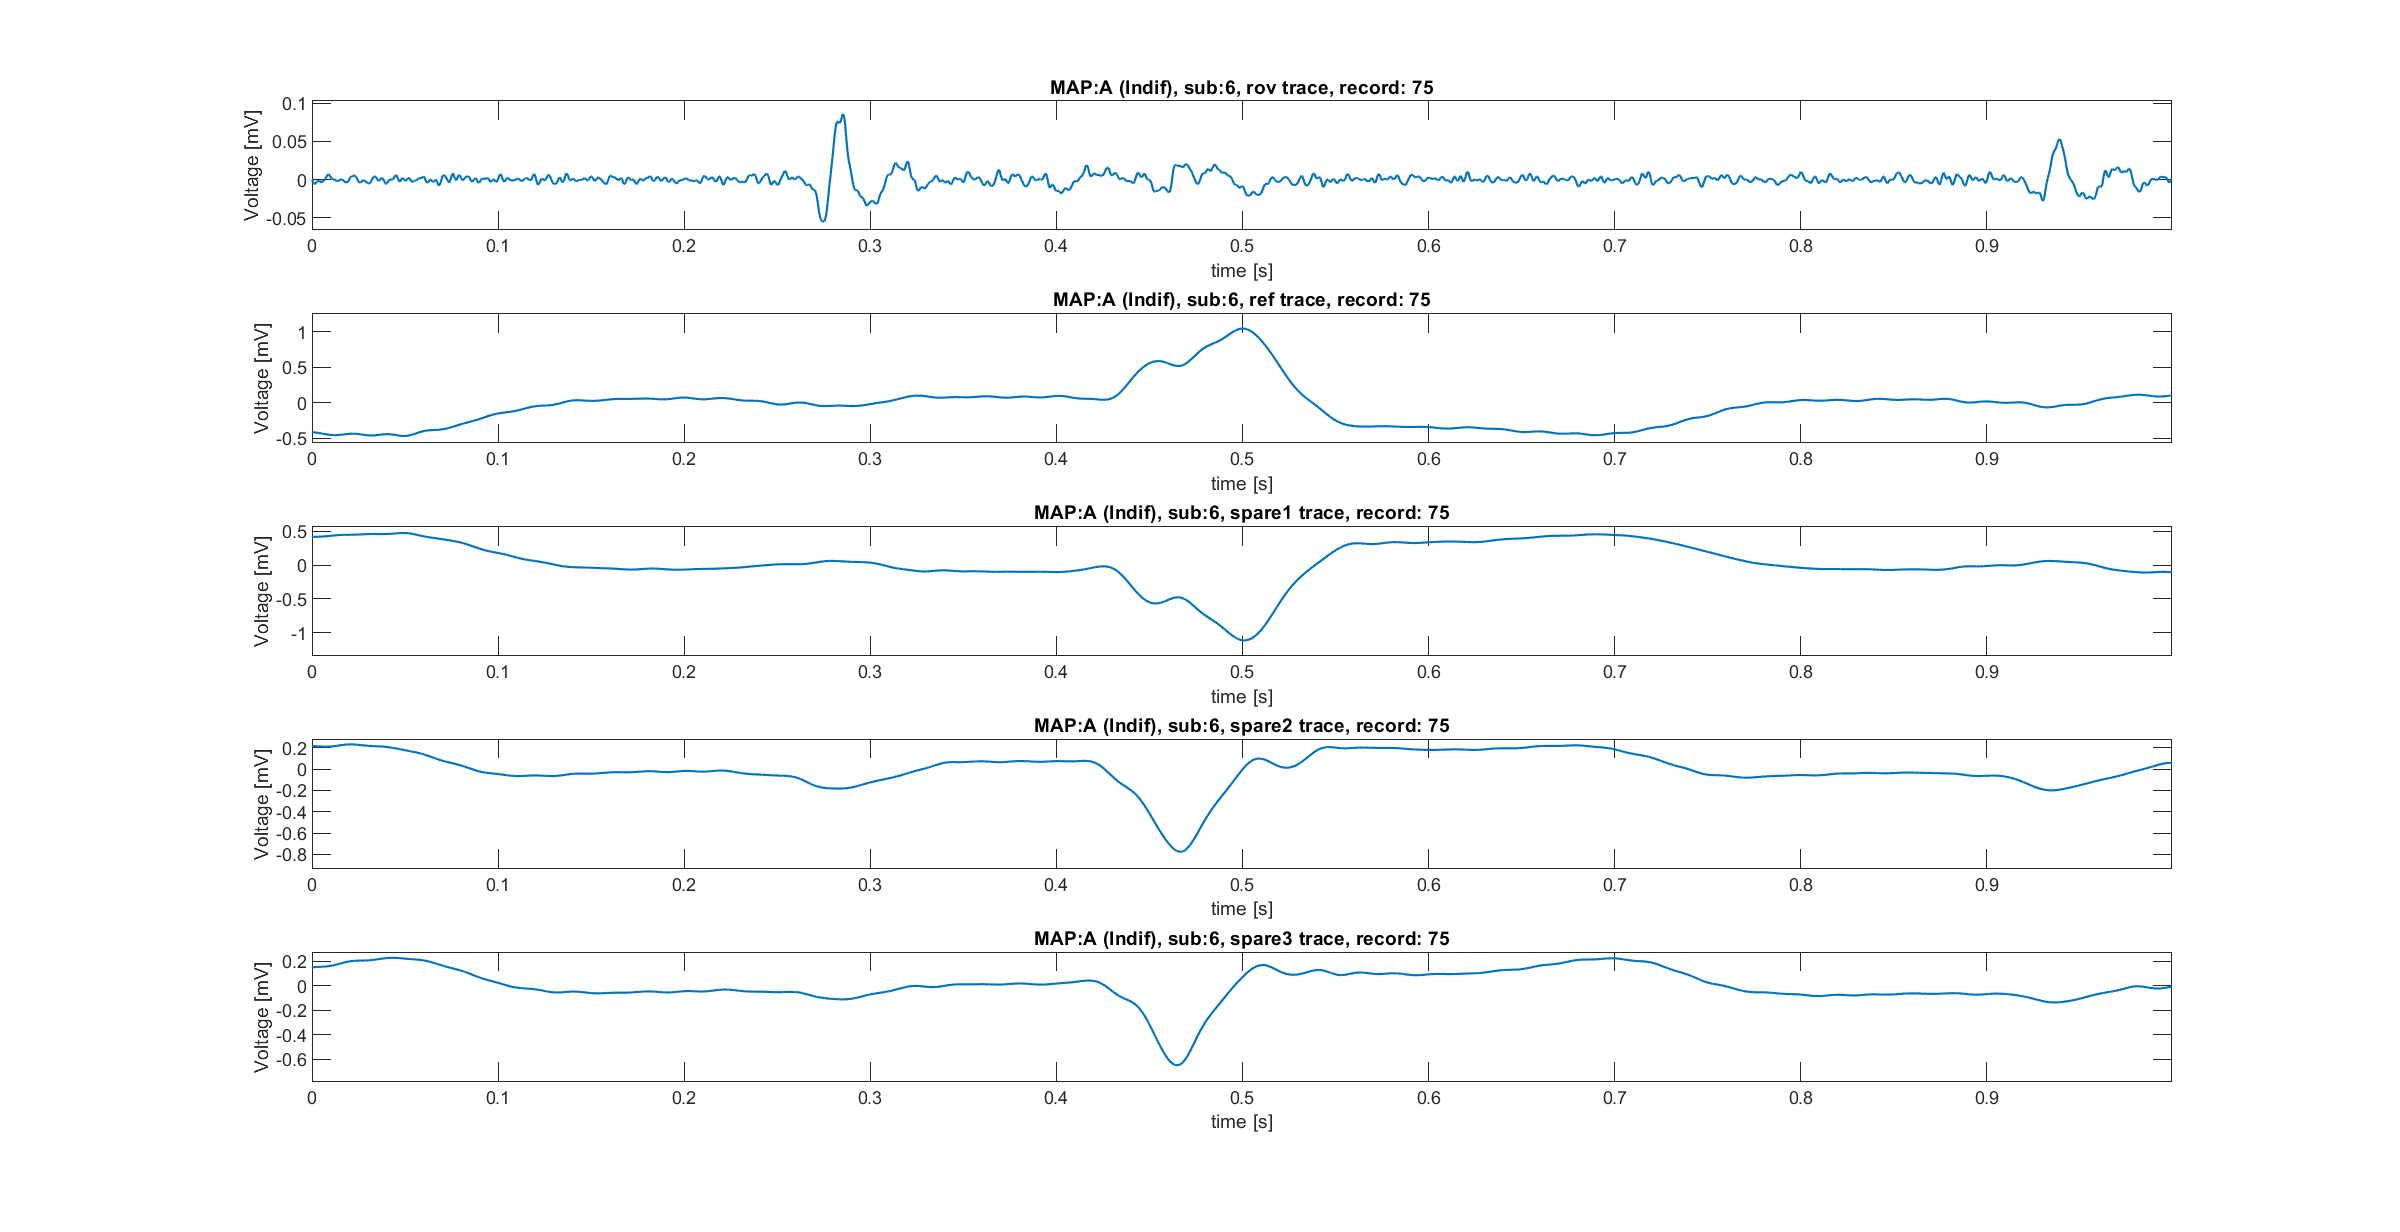 MAP:A (Indif), sub:6, rov trace, record: 75
Voltage [mV]
0.1
0.05
0
-0.05
0 0.1 0.2 0.3 0.4 0.5 0.6 0.7 0.8 0.9
time [s]
MAP:A (Indif), sub:6, ref trace, record: 75
Voltage [mV]
1
0.5
0
-0.5
0 0.1 0.2 0.3 0.4 0.5 0.6 0.7 0.8 0.9
time [s]
MAP:A (Indif), sub:6, spare1 trace, record: 75
Voltage [mV]
0.5
0
-0.5
-1
0 0.1 0.2 0.3 0.4 0.5 0.6 0.7 0.8 0.9
time [s]
MAP:A (Indif), sub:6, spare2 trace, record: 75
Voltage [mV]
0.2
0
-0.2
-0.4
-0.6
-0.8
0 0.1 0.2 0.3 0.4 0.5 0.6 0.7 0.8 0.9
time [s]
MAP:A (Indif), sub:6, spare3 trace, record: 75
Voltage [mV]
0.2
0
-0.2
-0.4
-0.6
0 0.1 0.2 0.3 0.4 0.5 0.6 0.7 0.8 0.9
time [s]